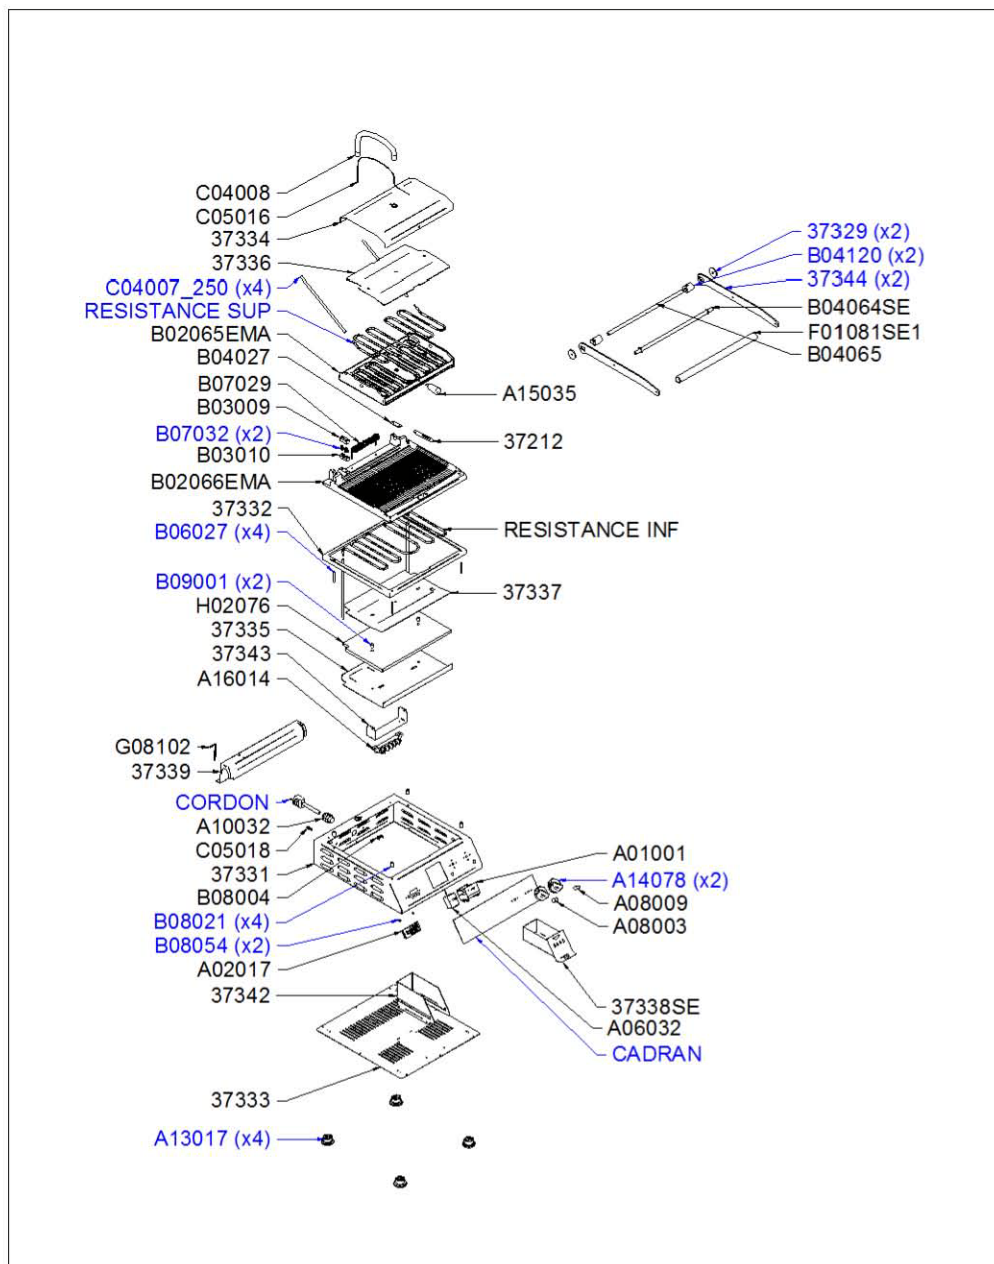 C04008
C05016
37334
37336
C04007_250 (x4)
RESISTANCE SUP
B02065EMA
B04027
B07029
B03009
B07032 (x2)
B03010
B02066EMA
37332
B06027 (x4)
B09001 (x2)
H02076
37335
37343
A16014
G08102
37339
CORDON
A10032
C05018
37331
B08004
B08021 (x4)
B08054 (x2)
A02017
37342
37333
A13017 (x4)
37329 (x2)
B04120 (x2)
37344 (x2)
B04064SE
F01081SE1
B04065
A15035
37212
RESISTANCE INF
37337
A01001
A14078 (x2)
A08009
A08003
37338SE
A06032
CADRAN